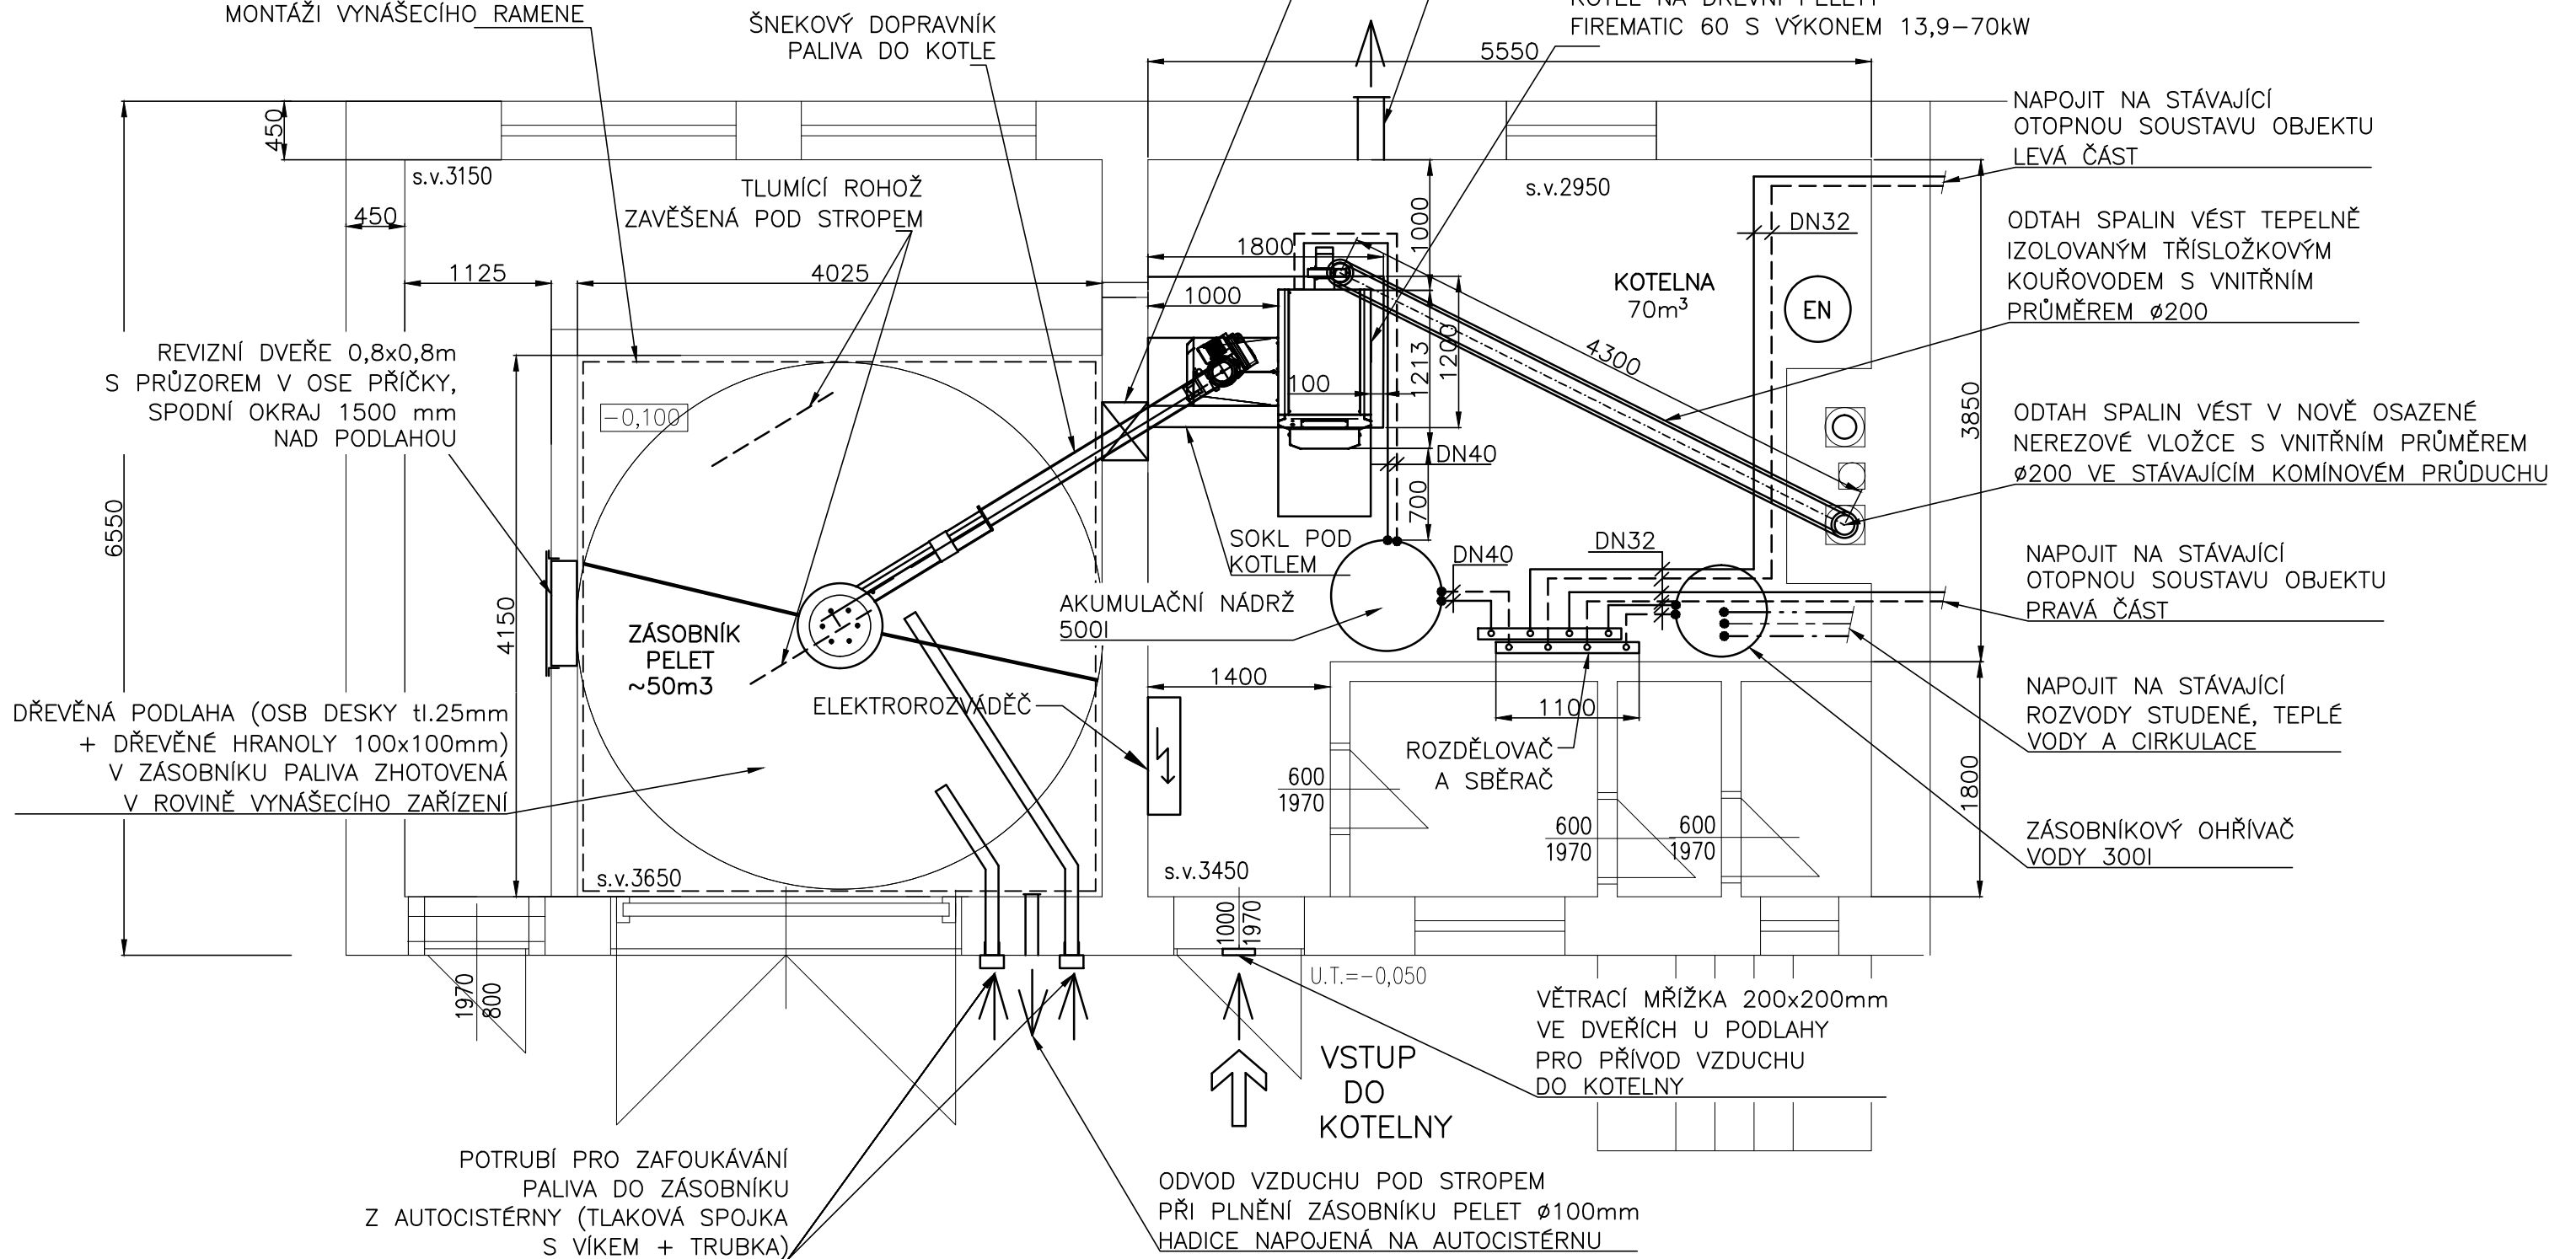 MONTÁŽI VYNÁŠECÍHO RAMENE
ŠNEKOVÝ DOPRAVNÍK
PALIVA DO KOTLE
FIREMATIC 60 S VÝKONEM 13,9-70kW
5550
450
450
s.v.3150
TLUMÍCÍ ROHOŽ
ZAVĚŠENÁ POD STROPEM
1125
4025
6550
REVIZNÍ DVEŘE 0,8x0,8m
S PRŮZOREM V OSE PŘÍČKY,
SPODNÍ OKRAJ 1500 mm
NAD PODLAHOU
-0,100
4150
ZÁSOBNÍK
PELET
~50m3
DŘEVĚNÁ PODLAHA (OSB DESKY tl.25mm
+ DŘEVĚNÉ HRANOLY 100x100mm)
V ZÁSOBNÍKU PALIVA ZHOTOVENÁ
V ROVINĚ VYNÁŠECÍHO ZAŘÍZENÍ
s.v.3650
ELEKTROROZVÁDĚČ
1970
800
POTRUBÍ PRO ZAFOUKÁVÁNÍ
PALIVA DO ZÁSOBNÍKU
Z AUTOCISTÉRNY (TLAKOVÁ SPOJKA
S VÍKEM + TRUBKA)
1800
1000
1000
1213
1200
100
700
s.v.2950
KOTELNA
70m³
DN32
EN
4300
3850
DN40
SOKL POD
KOTLEM
AKUMULAČNÍ NÁDRŽ
500l
DN40
DN32
1400
1100
ROZDĚLOVAČ
A SBĚRAČ
600
1970
600
1970
600
1970
1800
s.v.3450
1000
1970
U.T.=-0,050
VSTUP
DO
KOTELNY
VĚTRACÍ MŘÍŽKA 200x200mm
VE DVEŘÍCH U PODLAHY
PRO PŘÍVOD VZDUCHU
DO KOTELNY
ODVOD VZDUCHU POD STROPEM
PŘI PLNĚNÍ ZÁSOBNÍKU PELET ø100mm
HADICE NAPOJENÁ NA AUTOCISTÉRNU
NAPOJIT NA STÁVAJÍCÍ
OTOPNOU SOUSTAVU OBJEKTU
LEVÁ ČÁST
ODTAH SPALIN VÉST TEPELNĚ
IZOLOVANÝM TŘÍSLOŽKOVÝM
KOUŘOVODEM S VNITŘNÍM
PRŮMĚREM ø200
ODTAH SPALIN VÉST V NOVĚ OSAZENÉ
NEREZOVÉ VLOŽCE S VNITŘNÍM PRŮMĚREM
ø200 VE STÁVAJÍCÍM KOMÍNOVÉM PRŮDUCHU
NAPOJIT NA STÁVAJÍCÍ
OTOPNOU SOUSTAVU OBJEKTU
PRAVÁ ČÁST
NAPOJIT NA STÁVAJÍCÍ
ROZVODY STUDENÉ, TEPLÉ
VODY A CIRKULACE
ZÁSOBNÍKOVÝ OHŘÍVAČ
VODY 300l